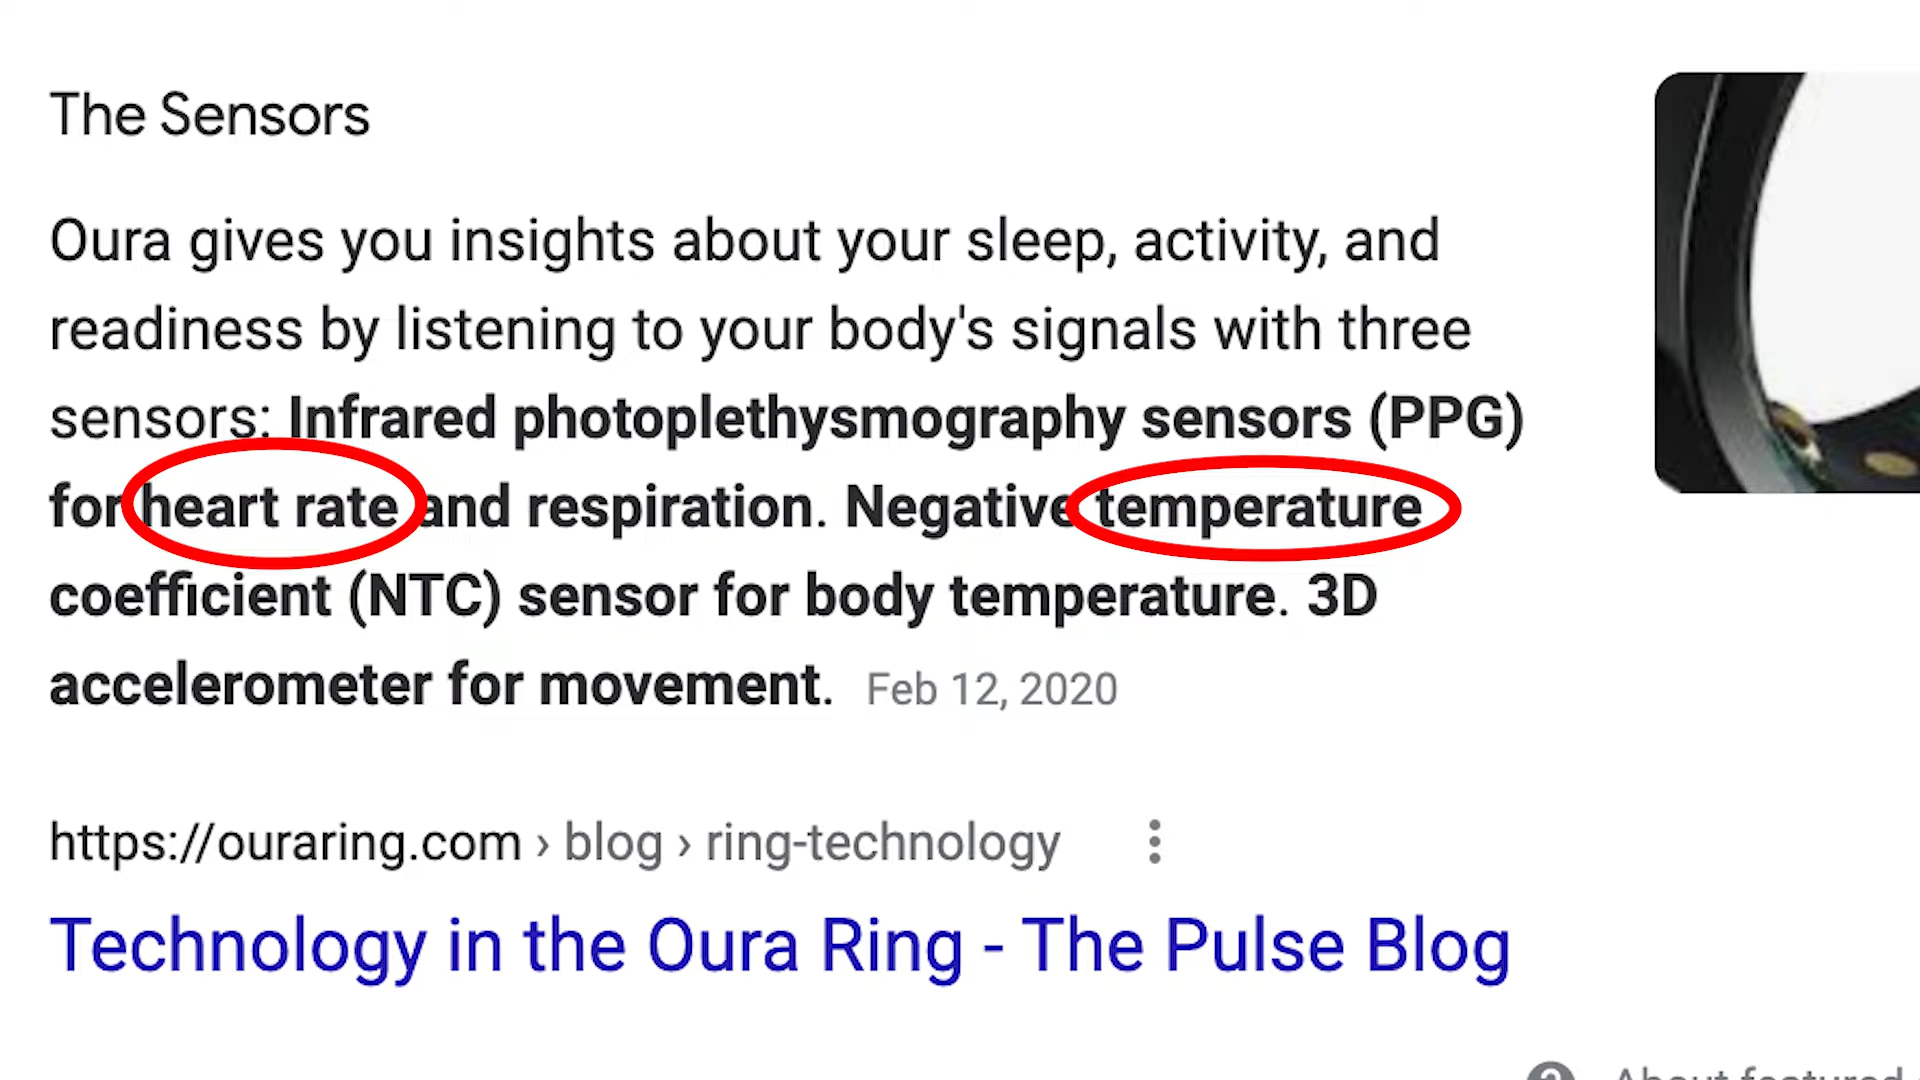 The Sensors
Oura gives you insights about your sleep, activity, and
readiness by listening to your body's signals with three
sensors: Infrared photoplethysmography sensors (PPG)
for heart rate and respiration. Negative temperature
coefficient (NTC) sensor for body temperature. 3D
accelerometer for movement. Feb 12, 2020
https://ouraring.com › blog › ring-technology
Technology in the Oura Ring - The Pulse Blog
About featured